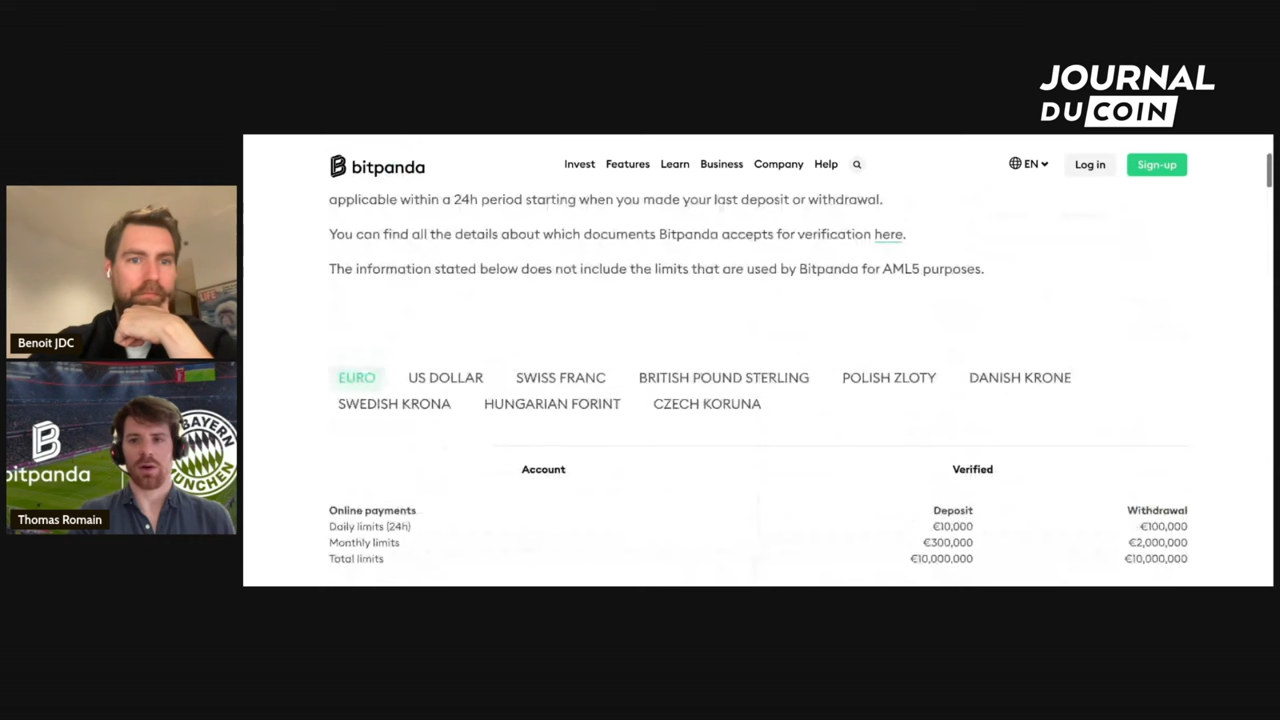 JOURNAL
DU COIN
bitpanda
Invest Features Learn Business Company Help
EN
Log in
Sign-up
applicable within a 24h period starting when you made your last deposit or withdrawal.
You can find all the details about which documents Bitpanda accepts for verification here.
The information stated below does not include the limits that are used by Bitpanda for AML5 purposes.
EURO US DOLLAR SWISS FRANC BRITISH POUND STERLING POLISH ZLOTY DANISH KRONE
SWEDISH KRONA HUNGARIAN FORINT CZECH KORUNA
Account Verified
Online payments Deposit Withdrawal
Daily limits (24h) €10,000 €100,000
Monthly limits €300,000 €2,000,000
Total limits €10,000,000 €10,000,000
LIFE
Benoit JDC
bitpanda
BAYERN
MÜNCHEN
Thomas Romain